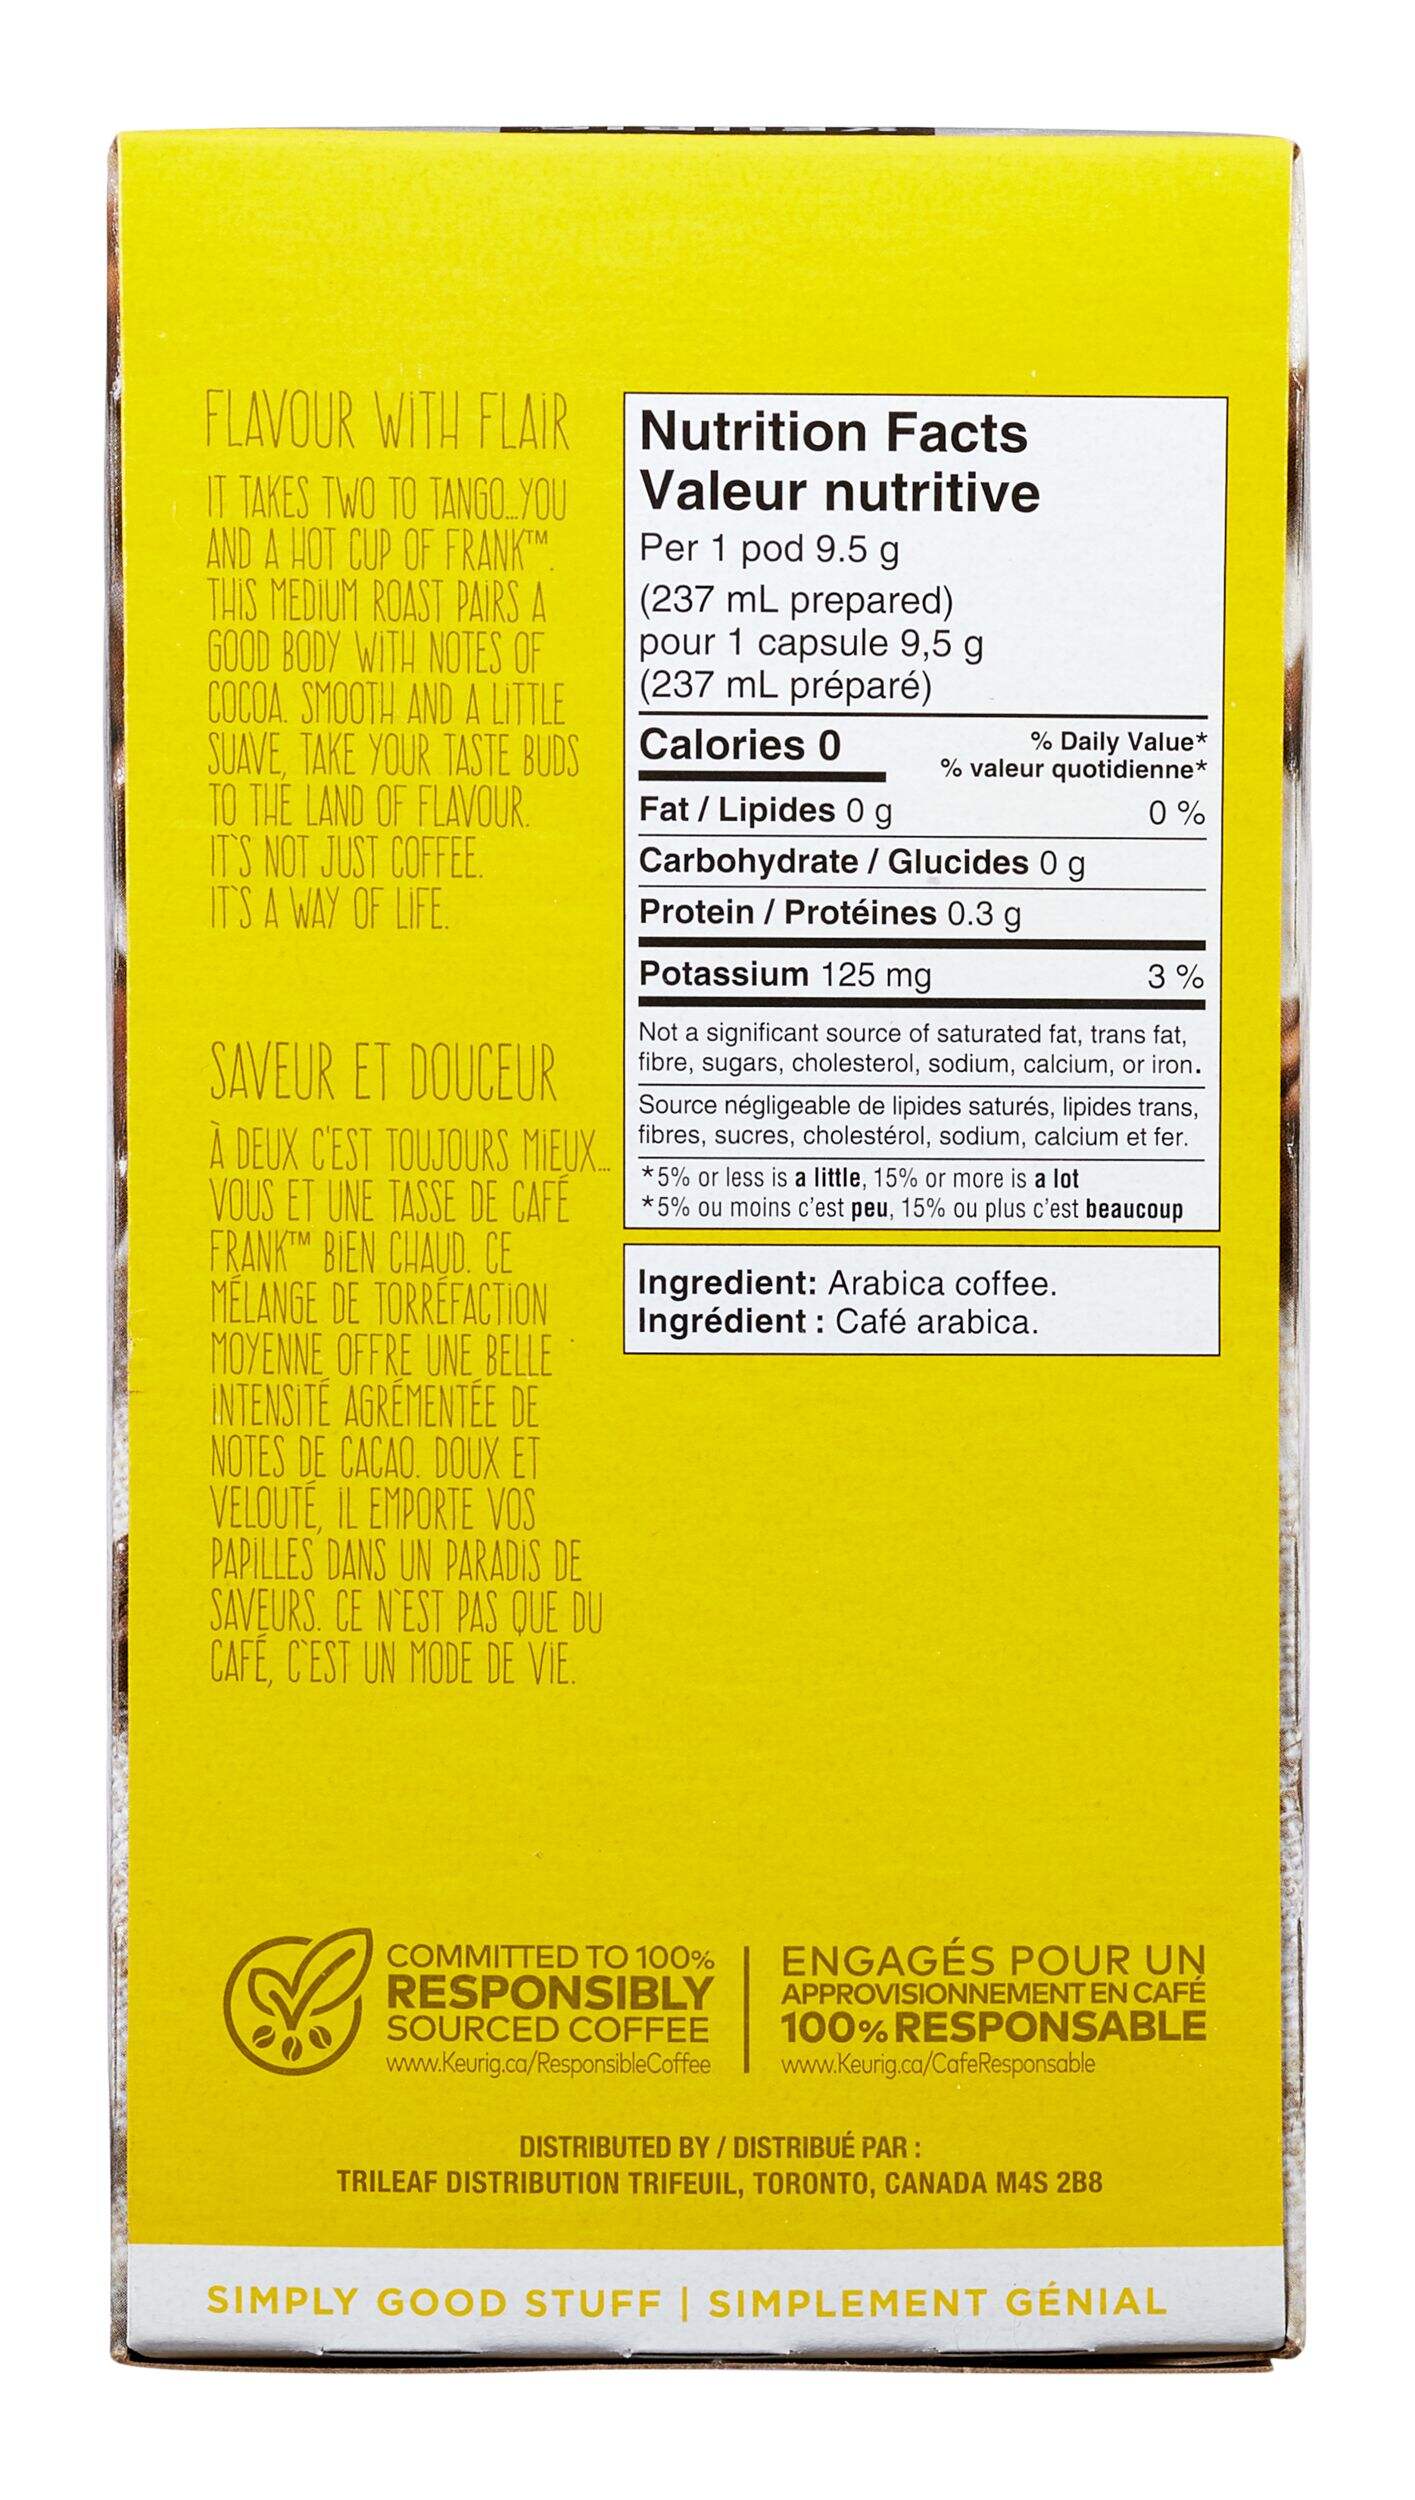 FLAVOUR WITH FLAIR
IT TAKES TWO TO TANGO...YOU
AND A HOT CUP OF FRANK™.
THIS MEDIUM ROAST PAIRS A
GOOD BODY WITH NOTES OF
COCOA. SMOOTH AND A LITTLE
SUAVE, TAKE YOUR TASTE BUDS
TO THE LAND OF FLAVOUR.
IT'S NOT JUST COFFEE.
IT'S A WAY OF LIFE.
SAVEUR ET DOUCEUR
À DEUX C'EST TOUJOURS MIEUX...
VOUS ET UNE TASSE DE CAFÉ
FRANK™ BIEN CHAUD. CE
MÉLANGE DE TORRÉFACTION
MOYENNE OFFRE UNE BELLE
INTENSITÉ AGRÉMENTÉE DE
NOTES DE CACAO. DOUX ET
VELOUTÉ, IL EMPORTE VOS
PAPILLES DANS UN PARADIS DE
SAVEURS. CE N'EST PAS QUE DU
CAFÉ, C'EST UN MODE DE VIE.
Nutrition Facts
Valeur nutritive
Per 1 pod 9.5 g
(237 mL prepared)
pour 1 capsule 9,5 g
(237 mL préparé)
Calories 0
% Daily Value*
% valeur quotidienne*
Fat / Lipides 0 g 0 %
Carbohydrate / Glucides 0 g
Protein / Protéines 0.3 g
Potassium 125 mg 3 %
Not a significant source of saturated fat, trans fat,
fibre, sugars, cholesterol, sodium, calcium, or iron.
Source négligeable de lipides saturés, lipides trans,
fibres, sucres, cholestérol, sodium, calcium et fer.
*5% or less is a little, 15% or more is a lot
*5% ou moins c'est peu, 15% ou plus c'est beaucoup
Ingredient: Arabica coffee.
Ingrédient : Café arabica.
COMMITTED TO 100%
RESPONSIBLY
SOURCED COFFEE
www.Keurig.ca/ResponsibleCoffee
ENGAGÉS POUR UN
APPROVISIONNEMENT EN CAFÉ
100% RESPONSABLE
www.Keurig.ca/CafeResponsable
DISTRIBUTED BY / DISTRIBUÉ PAR :
TRILEAF DISTRIBUTION TRIFEUIL, TORONTO, CANADA M4S 2B8
SIMPLY GOOD STUFF | SIMPLEMENT GÉNIAL